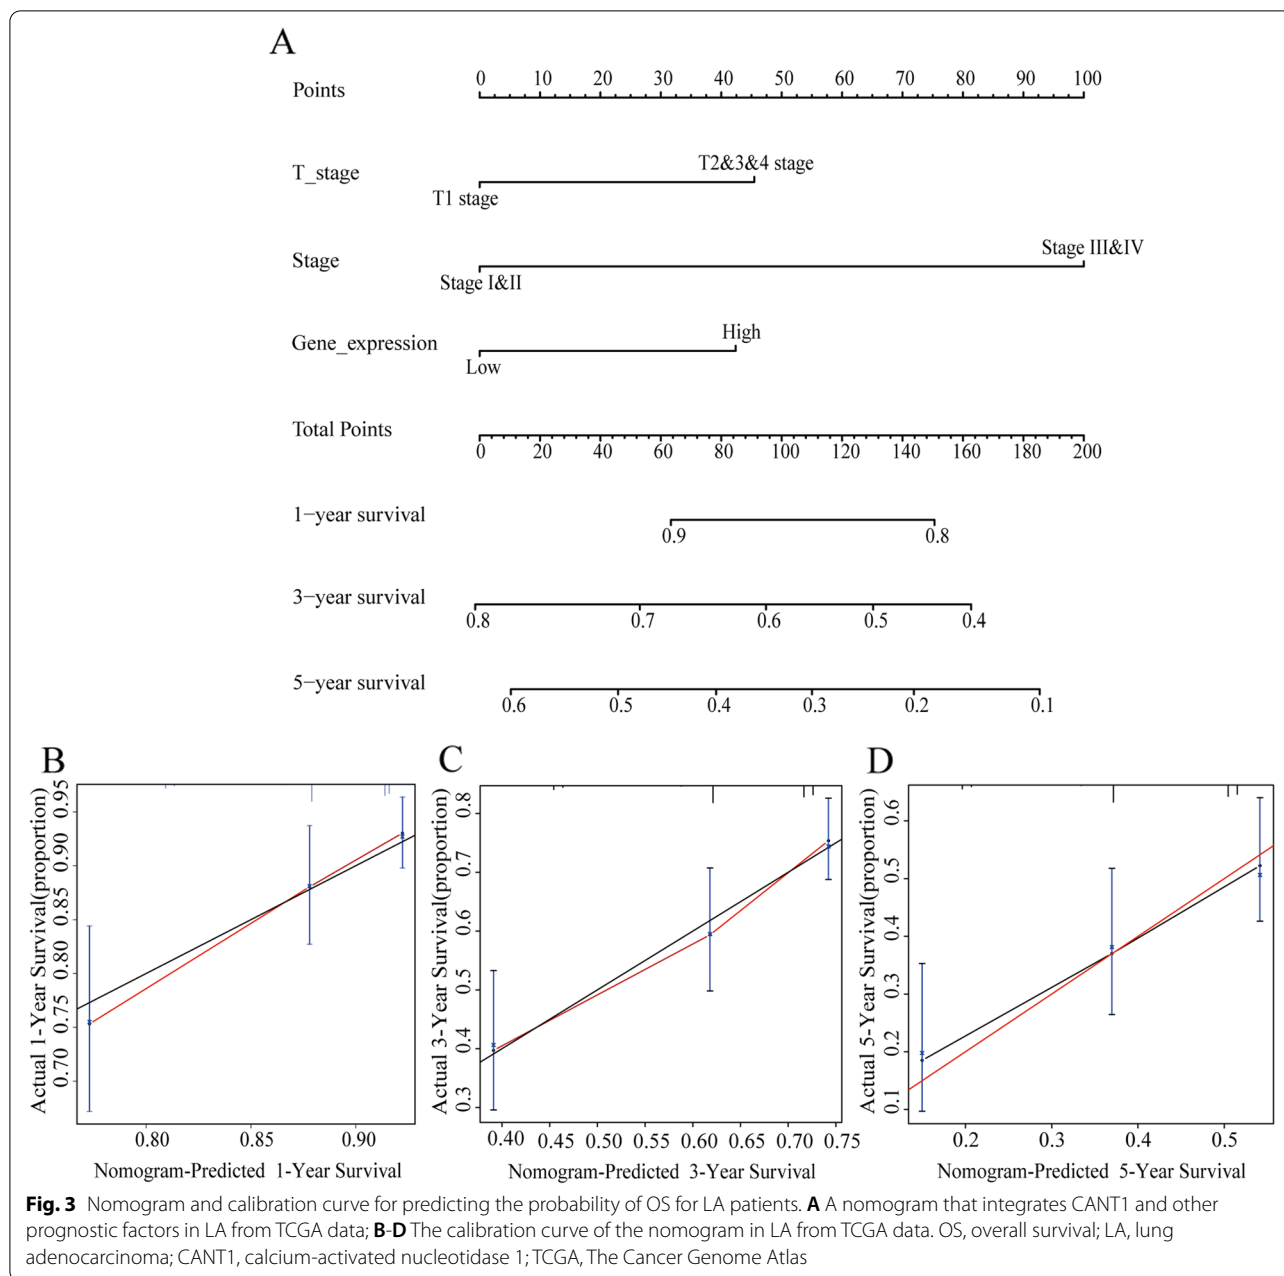 A
Points
0 10 20 30 40 50 60 70 80 90 100
T_stage
T2&3&4 stage
T1 stage
Stage
Stage III&IV
Stage I&II
Gene_expression
High
Low
Total Points
0 20 40 60 80 100 120 140 160 180 200
1−year survival
0.9 0.8
3−year survival
0.8 0.7 0.6 0.5 0.4
5−year survival
0.6 0.5 0.4 0.3 0.2 0.1
B
Actual 1-Year Survival(proportion)
0.95
0.90
0.85
0.80
0.75
0.70
0.80 0.85 0.90
Nomogram-Predicted 1-Year Survival
C
Actual 3-Year Survival(proportion)
0.8
0.7
0.6
0.5
0.4
0.3
0.40 0.45 0.50 0.55 0.60 0.65 0.70 0.75
Nomogram-Predicted 3-Year Survival
D
Actual 5-Year Survival(proportion)
0.6
0.5
0.4
0.3
0.2
0.1
0.2 0.3 0.4 0.5
Nomogram-Predicted 5-Year Survival
Fig. 3 Nomogram and calibration curve for predicting the probability of OS for LA patients. A A nomogram that integrates CANT1 and other
prognostic factors in LA from TCGA data; B-D The calibration curve of the nomogram in LA from TCGA data. OS, overall survival; LA, lung
adenocarcinoma; CANT1, calcium-activated nucleotidase 1; TCGA, The Cancer Genome Atlas